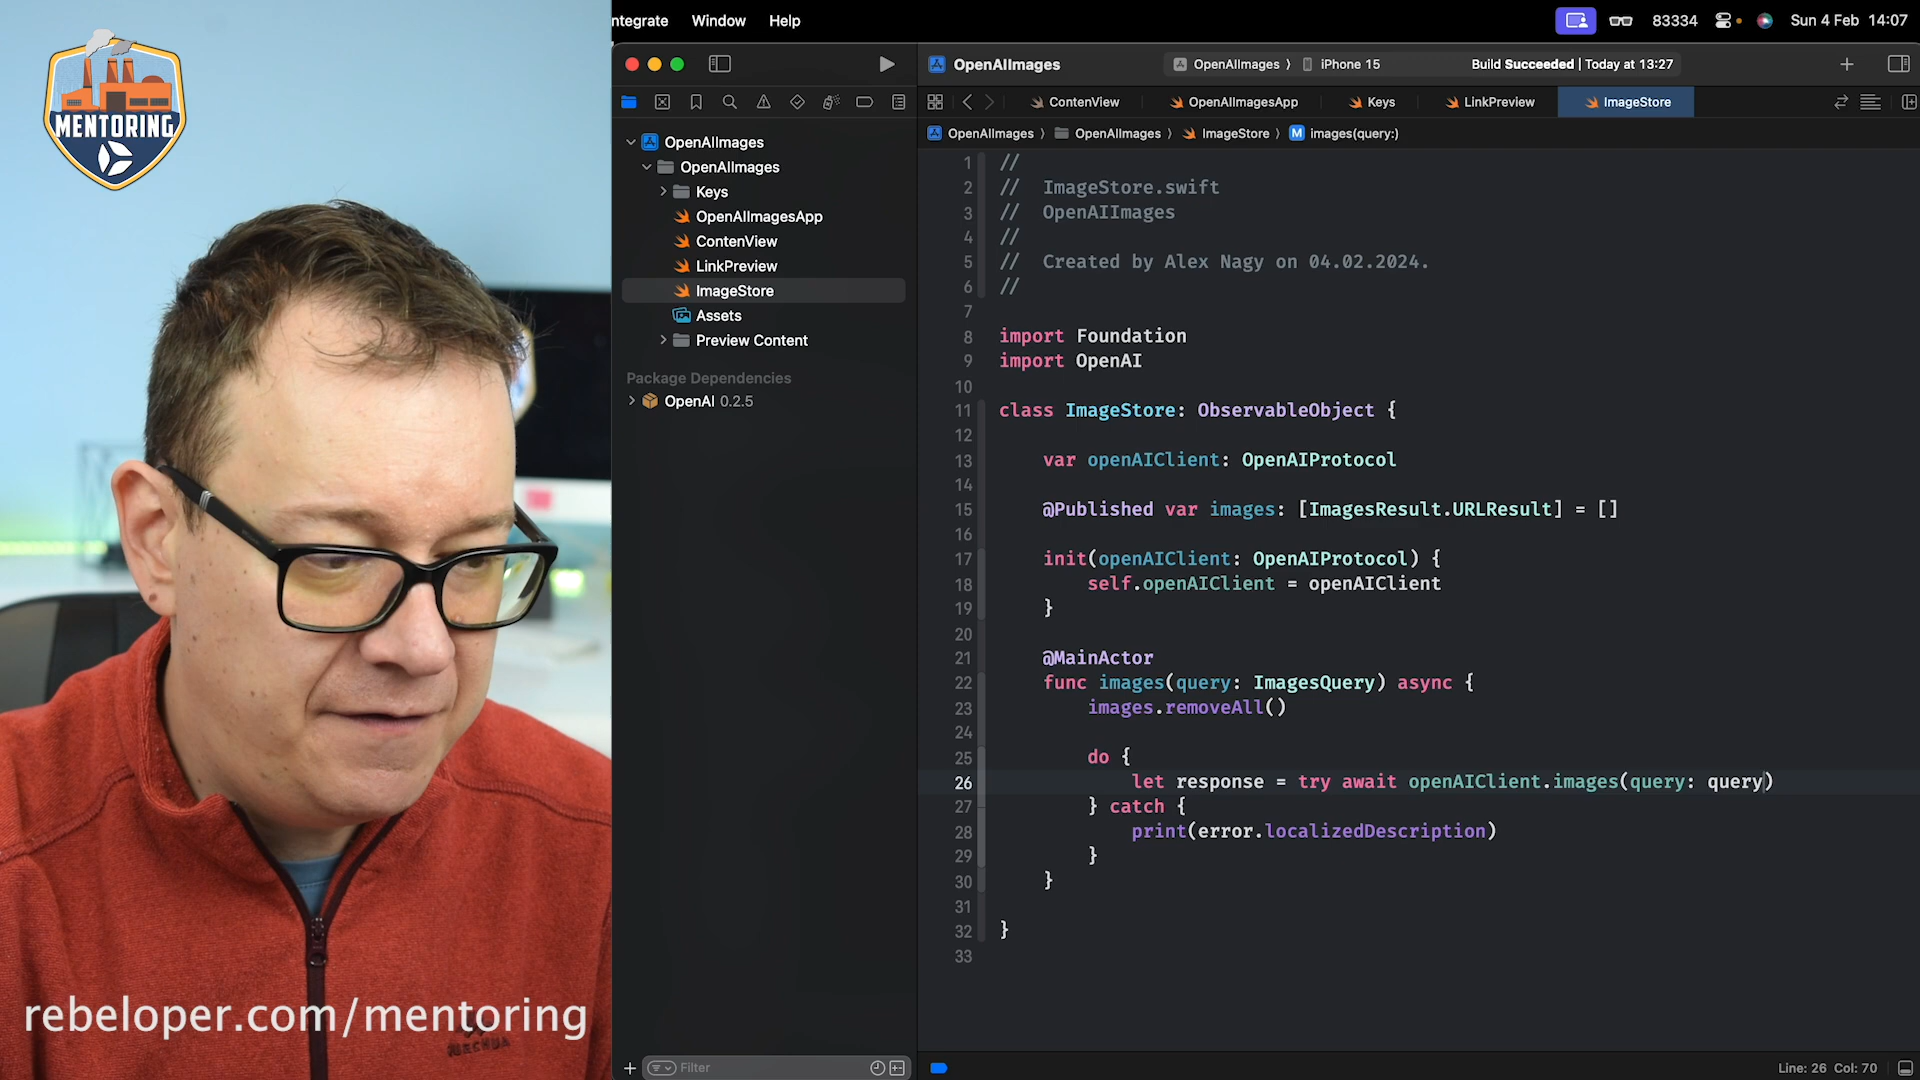 ntegrate Window Help
83334 Sun 4 Feb 14:07
MENTORING
OpenAIImages
OpenAIImages 〉 iPhone 15
Build Succeeded | Today at 13:27
ContenView
OpenAIImagesApp
Keys
LinkPreview
ImageStore
OpenAIImages 〉 OpenAIImages 〉 ImageStore 〉 M images(query:)
OpenAIImages
OpenAIImages
Keys
OpenAIImagesApp
ContenView
LinkPreview
ImageStore
Assets
Preview Content
Package Dependencies
OpenAI 0.2.5
1 //
2 //  ImageStore.swift
3 //  OpenAIImages
4 //
5 //  Created by Alex Nagy on 04.02.2024.
6 //
7
8 import Foundation
9 import OpenAI
10
11 class ImageStore: ObservableObject {
12
13     var openAIClient: OpenAIProtocol
14
15     @Published var images: [ImagesResult.URLResult] = []
16
17     init(openAIClient: OpenAIProtocol) {
18         self.openAIClient = openAIClient
19     }
20
21     @MainActor
22     func images(query: ImagesQuery) async {
23         images.removeAll()
24
25         do {
26             let response = try await openAIClient.images(query: query)
27         } catch {
28             print(error.localizedDescription)
29         }
30     }
31
32 }
33
rebeloper.com/mentoring
Filter
Line: 26 Col: 70